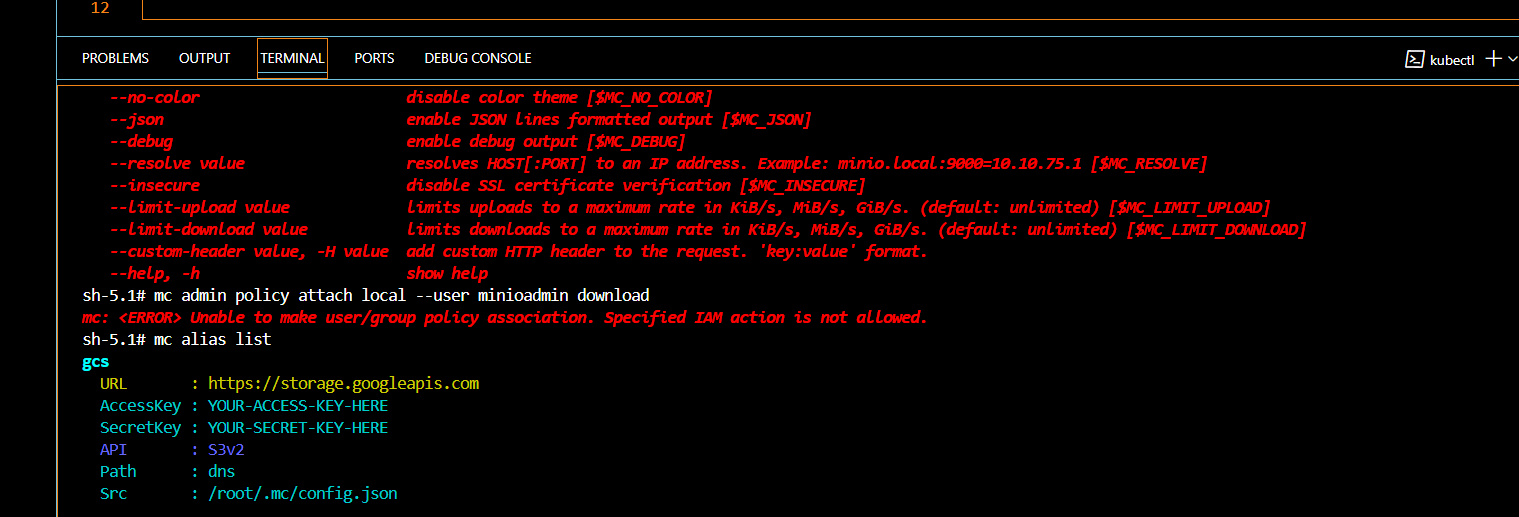 12
PROBLEMS OUTPUT TERMINAL PORTS DEBUG CONSOLE kubectl
--no-color disable color theme [$MC_NO_COLOR]
--json enable JSON lines formatted output [$MC_JSON]
--debug enable debug output [$MC_DEBUG]
--resolve value resolves HOST[:PORT] to an IP address. Example: minio.local:9000=10.10.75.1 [$MC_RESOLVE]
--insecure disable SSL certificate verification [$MC_INSECURE]
--limit-upload value limits uploads to a maximum rate in KiB/s, MiB/s, GiB/s. (default: unlimited) [$MC_LIMIT_UPLOAD]
--limit-download value limits downloads to a maximum rate in KiB/s, MiB/s, GiB/s. (default: unlimited) [$MC_LIMIT_DOWNLOAD]
--custom-header value, -H value add custom HTTP header to the request. 'key:value' format.
--help, -h show help
sh-5.1# mc admin policy attach local --user minioadmin download
mc: <ERROR> Unable to make user/group policy association. Specified IAM action is not allowed.
sh-5.1# mc alias list
gcs
URL : https://storage.googleapis.com
AccessKey : YOUR-ACCESS-KEY-HERE
SecretKey : YOUR-SECRET-KEY-HERE
API : S3v2
Path : dns
Src : /root/.mc/config.json